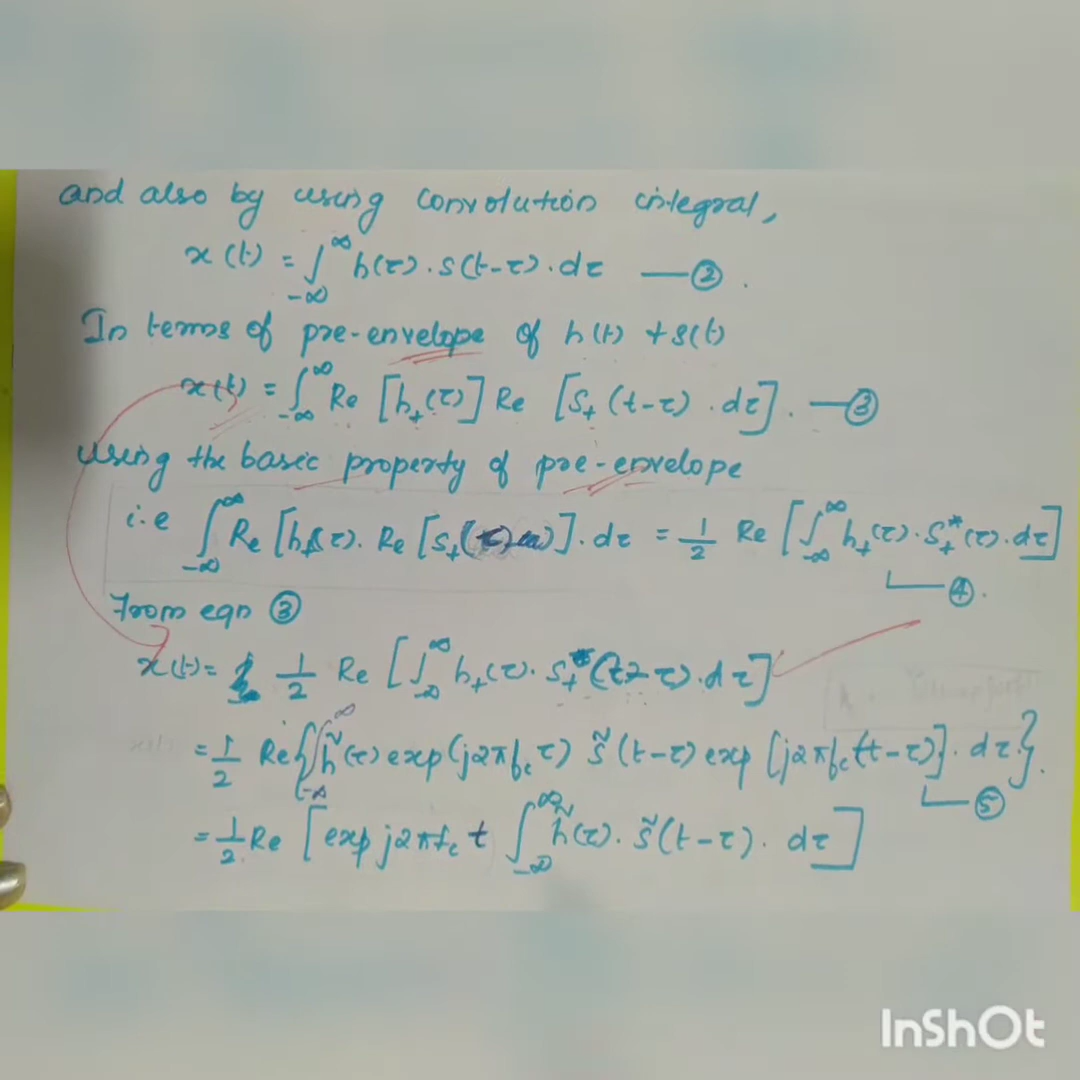 and also by using convolution integral,
x(t) = ∫_{-∞}^{∞} h(τ) . s(t-τ) . dτ — ②.
In terms of pre-envelope of h(t) + s(t)
x(t) = ∫_{-∞}^{∞} Re [h₊(τ)] Re [s₊(t-τ) . dτ]. — ③
using the basic property of pre-envelope
i.e ∫_{-∞}^{∞} Re [h₊(τ). Re [s₊(τ)]. dτ = 1/2 Re [∫_{-∞}^{∞} h₊(τ). s₊*(τ). dτ]
— ④.
From eqn ③
x(t) = 1/2 Re [∫_{-∞}^{∞} h₊(τ). s₊*(t-τ). dτ]
= 1/2 Re {∫_{-∞}^{∞} h̃(τ) exp(j2πf_c τ) s̃(t-τ) exp [j2πf_c (t-τ)]. dτ}.
— ⑤
= 1/2 Re [exp j2πf_c t ∫_{-∞}^{∞} h̃(τ). s̃(t-τ). dτ]
InShOt